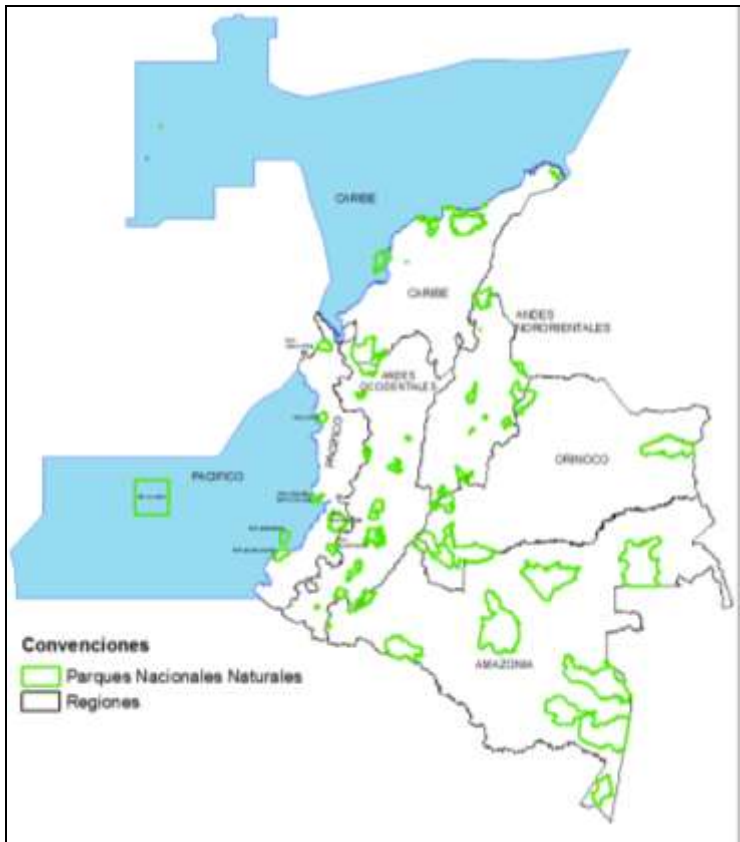 CARIBE
CARIBE
ANDES
NORORIENTALES
ANDES
OCCIDENTALES
PACIFICO
ORINOCO
PACIFICO
AMAZONIA
Convenciones
Parques Nacionales Naturales
Regiones